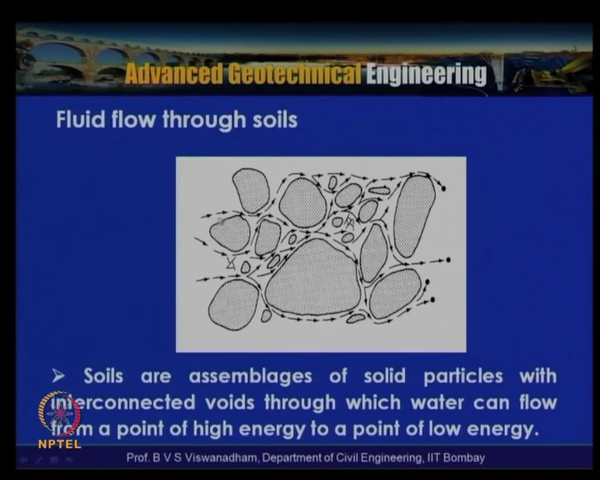 Advanced Geotechnical Engineering
Fluid flow through soils
➤ Soils are assemblages of solid particles with
interconnected voids through which water can flow
from a point of high energy to a point of low energy.
NPTEL
Prof. B V S Viswanadham, Department of Civil Engineering, IIT Bombay